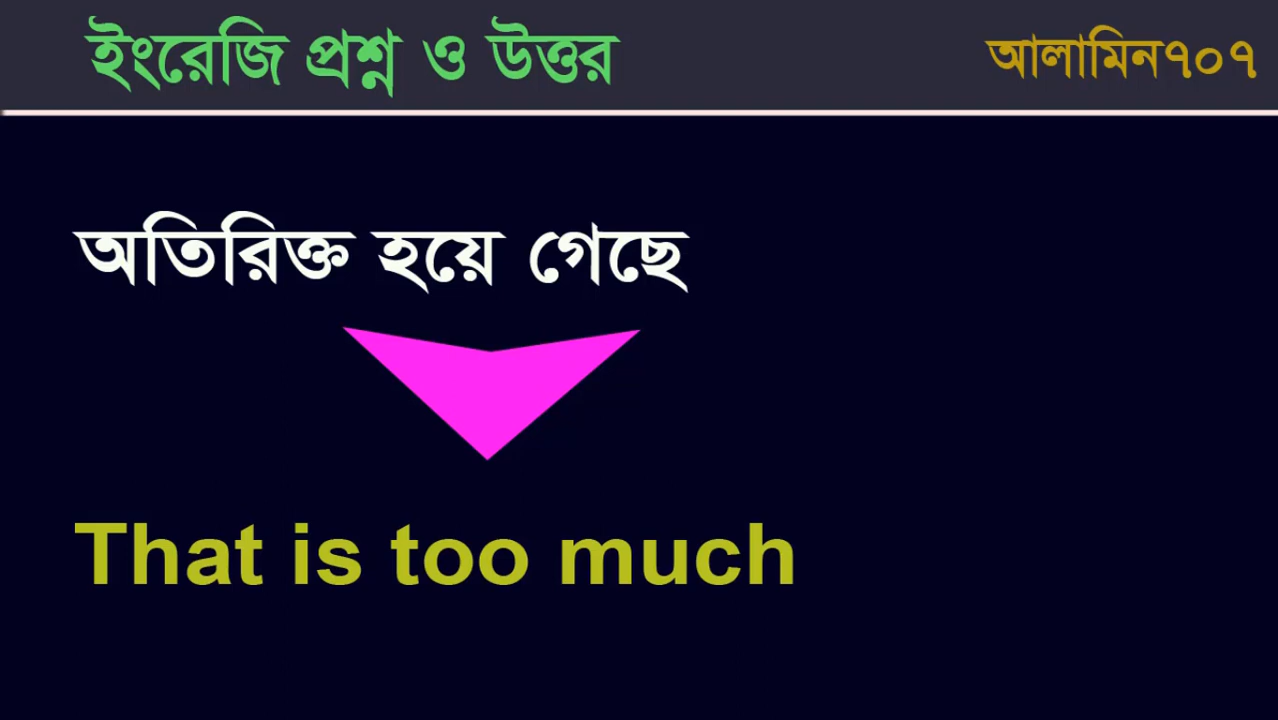 ইংরেজি প্রশ্ন ও উত্তর
আলামিন৭০৭
অতিরিক্ত হয়ে গেছে
That is too much